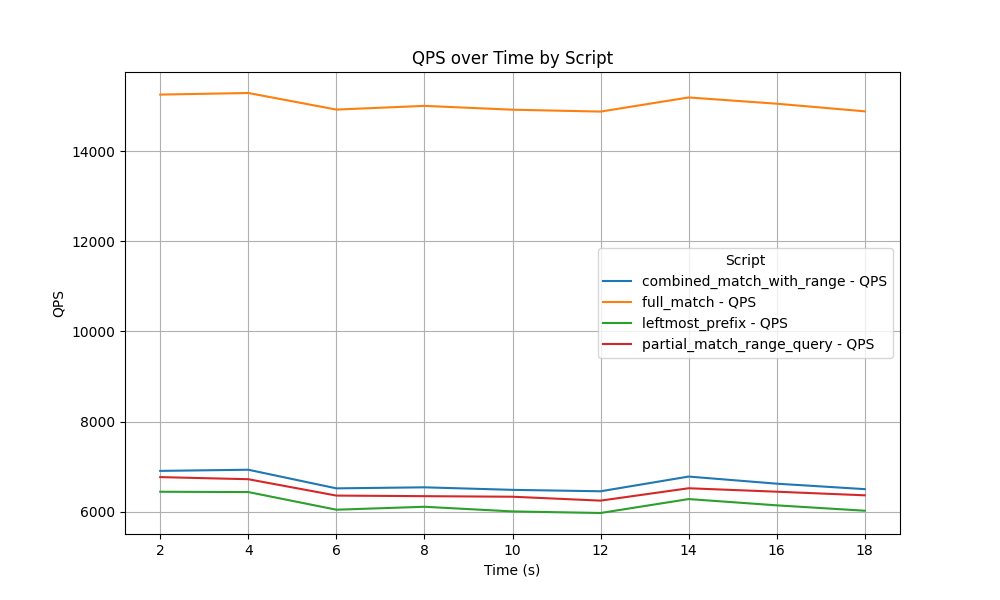 QPS over Time by Script
QPS
14000
12000
10000
8000
6000
Script
combined_match_with_range - QPS
full_match - QPS
leftmost_prefix - QPS
partial_match_range_query - QPS
2 4 6 8 10 12 14 16 18
Time (s)